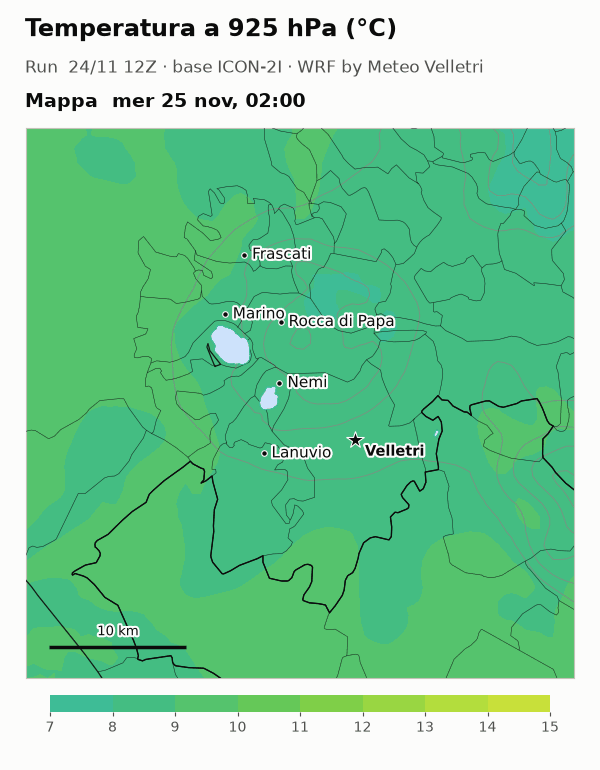 Temperatura a 925 hPa (°C)
Run  24/11 12Z · base ICON-2I · WRF by Meteo Velletri
Mappa  mer 25 nov, 02:00
Frascati
Marino
Rocca di Papa
Nemi
Velletri
Lanuvio
10 km
7 8 9 10 11 12 13 14 15